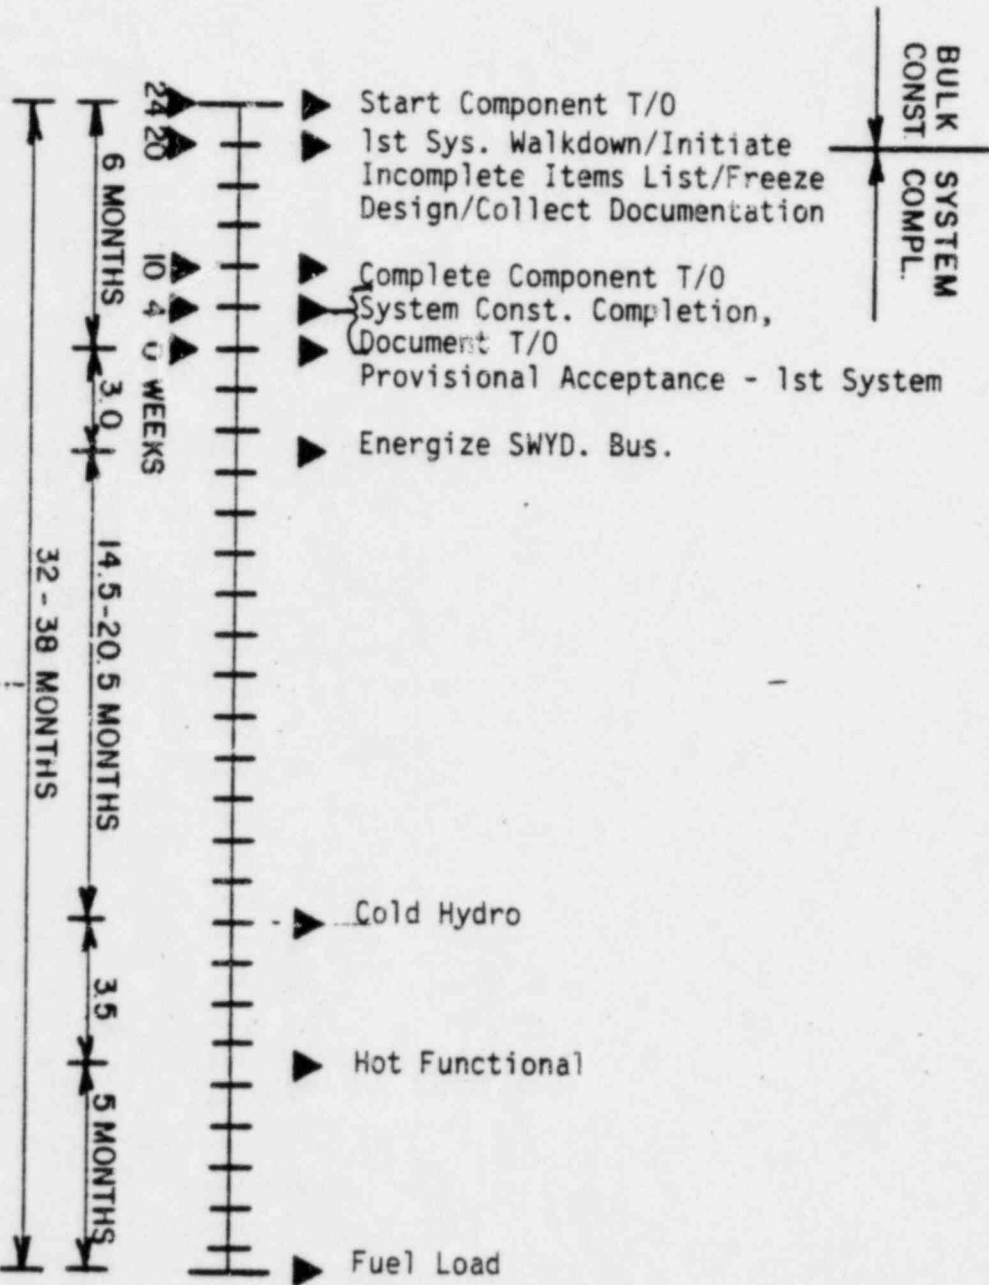 BULK
CONST.
SYSTEM
COMPL.
Start Component T/O
1st Sys. Walkdown/Initiate
Incomplete Items List/Freeze
Design/Collect Documentation
Complete Component T/O
System Const. Completion,
Document T/O
Provisional Acceptance - 1st System
Energize SWYD. Bus.
Cold Hydro
Hot Functional
Fuel Load
24
20
10
4
0 WEEKS
6 MONTHS
3.0
14.5-20.5 MONTHS
3.5
5 MONTHS
32 - 38 MONTHS